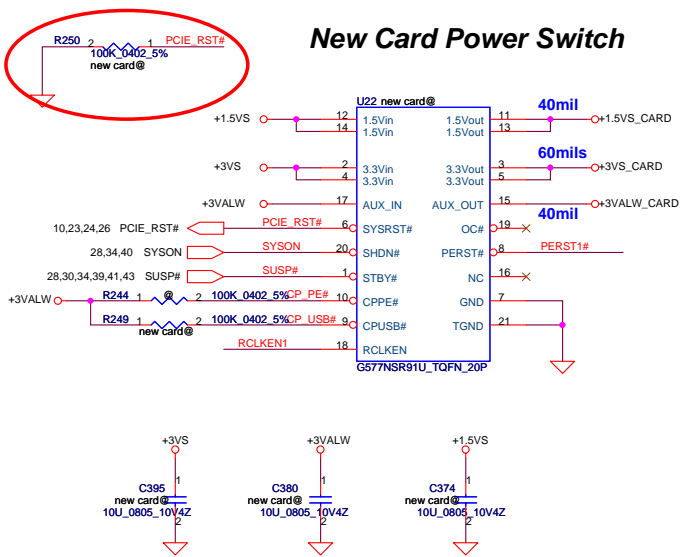 New Card Power Switch
R250 2 1 PCIE_RST#
100K_0402_5%
new card@
U22 new card@
+1.5VS 12 1.5Vin 1.5Vout 11 40mil +1.5VS_CARD
14 1.5Vin 1.5Vout 13
60mils
+3VS 2 3.3Vin 3.3Vout 3 +3VS_CARD
4 3.3Vin 3.3Vout 5
+3VALW 17 AUX_IN AUX_OUT 15 +3VALW_CARD
40mil
10,23,24,26 PCIE_RST# PCIE_RST# 6 SYSRST# OC# 19
28,34,40 SYSON SYSON 20 SHDN# PERST# 8 PERST1#
28,30,34,39,41,43 SUSP# SUSP# 1 STBY# NC 16
+3VALW R244 1 @ 2 100K_0402_5% CP_PE# 10 CPPE# GND 7
R249 1 2 100K_0402_5% CP_USB# 9 CPUSB# TGND 21
new card@
RCLKEN1 18 RCLKEN
G577NSR91U_TQFN_20P
+3VS +3VALW +1.5VS
1 1 1
C395 C380 C374
new card@ new card@ new card@
10U_0805_10V4Z 10U_0805_10V4Z 10U_0805_10V4Z
2 2 2